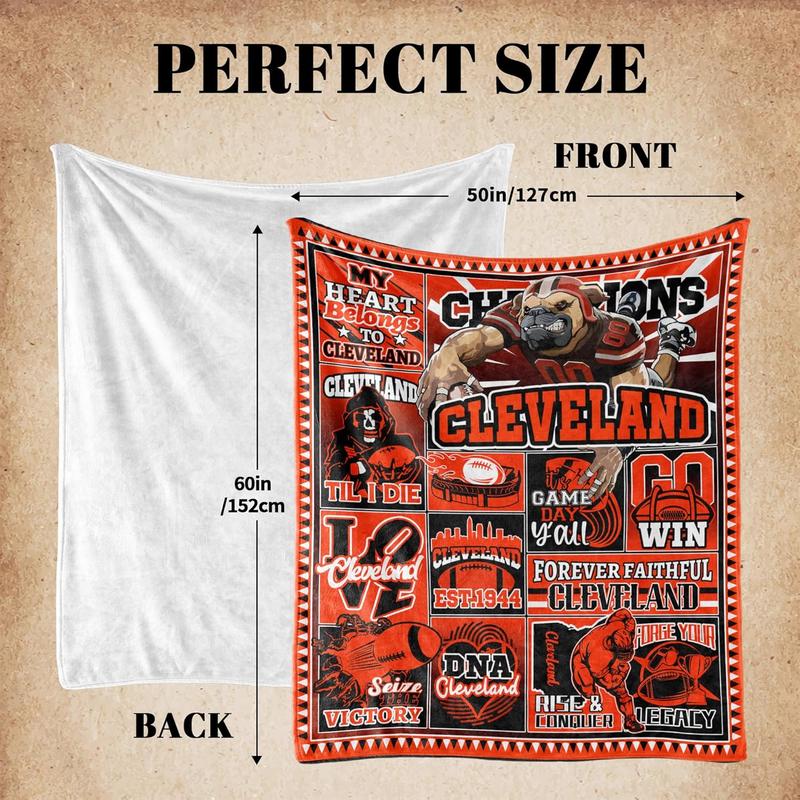 PERFECT SIZE
FRONT
50in/127cm
60in
/152cm
BACK
MY
HEART
Belongs
TO
CLEVELAND
CLEVELAND
TIL I DIE
CLEVELAND
it's
GAME
DAY
y'all
GO
WIN
LOVE
Cleveland
CLEVELAND
EST.1944
FOREVER FAITHFUL
CLEVELAND
Seize
THE
VICTORY
DNA
Cleveland
Cleveland
RISE &
CONQUER
FORGE YOUR
LEGACY